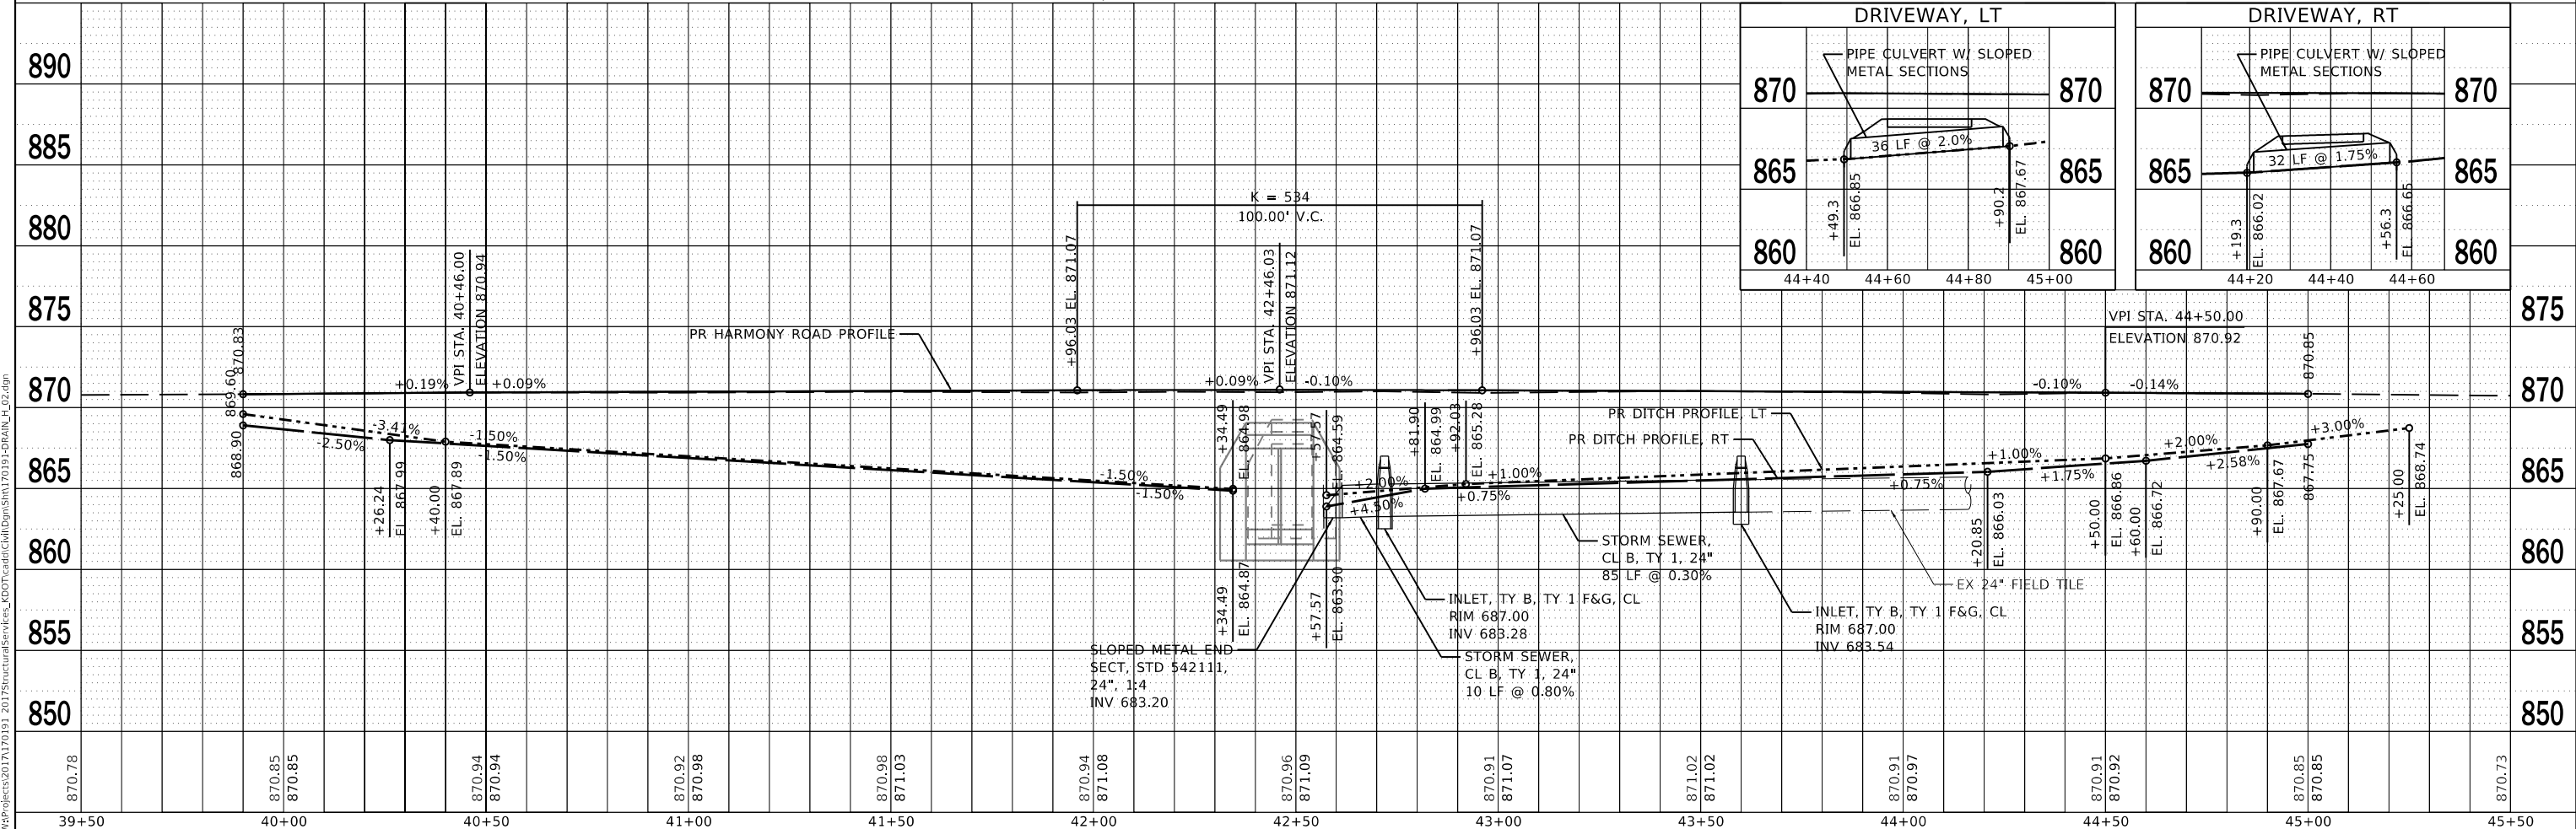 DRIVEWAY, LT
PIPE CULVERT W/ SLOPED
METAL SECTIONS
870
870
36 LF @ 2.0%
865
865
+49.3
EL. 866.85
+90.2
EL. 867.67
860
860
44+40
44+60
44+80
45+00
DRIVEWAY, RT
PIPE CULVERT W/ SLOPED
METAL SECTIONS
870
870
32 LF @ 1.75%
865
865
+19.3
EL. 866.02
+56.3
EL. 866.65
860
860
44+20
44+40
44+60
890
885
880
875
870
865
860
855
850
875
870
865
860
855
850
K = 534
100.00' V.C.
+96.03 EL. 871.07
VPI STA. 42+46.03
ELEVATION 871.12
+96.03 EL. 871.07
VPI STA. 40+46.00
ELEVATION 870.94
VPI STA. 44+50.00
ELEVATION 870.92
PR HARMONY ROAD PROFILE
870.83
869.60
868.90
+0.19%
+0.09%
+0.09%
-0.10%
-0.10%
-0.14%
870.85
-3.41%
-2.50%
-1.50%
-1.50%
-1.50%
-1.50%
+26.24
EL. 867.99
+40.00
EL. 867.89
+34.49
EL. 864.98
+57.57
EL. 864.59
+81.90
EL. 864.99
+92.03
EL. 865.28
PR DITCH PROFILE, LT
PR DITCH PROFILE, RT
+2.00%
+4.50%
+1.00%
+0.75%
+1.00%
+0.75%
+2.00%
+1.75%
+2.58%
+3.00%
+34.49
EL. 864.87
+57.57
EL. 863.90
+20.85
EL. 866.03
+50.00
EL. 866.86
+60.00
EL. 866.72
+90.00
EL. 867.67
867.75
+25.00
EL. 868.74
STORM SEWER,
CL B, TY 1, 24"
85 LF @ 0.30%
EX 24" FIELD TILE
INLET, TY B, TY 1 F&G, CL
RIM 687.00
INV 683.28
INLET, TY B, TY 1 F&G, CL
RIM 687.00
INV 683.54
SLOPED METAL END
SECT, STD 542111,
24", 1:4
INV 683.20
STORM SEWER,
CL B, TY 1, 24"
10 LF @ 0.80%
870.78
870.85
870.85
870.94
870.94
870.92
870.98
870.98
871.03
870.94
871.08
870.96
871.09
870.91
871.07
871.02
871.02
870.91
870.97
870.91
870.92
870.85
870.85
870.73
39+50
40+00
40+50
41+00
41+50
42+00
42+50
43+00
43+50
44+00
44+50
45+00
45+50